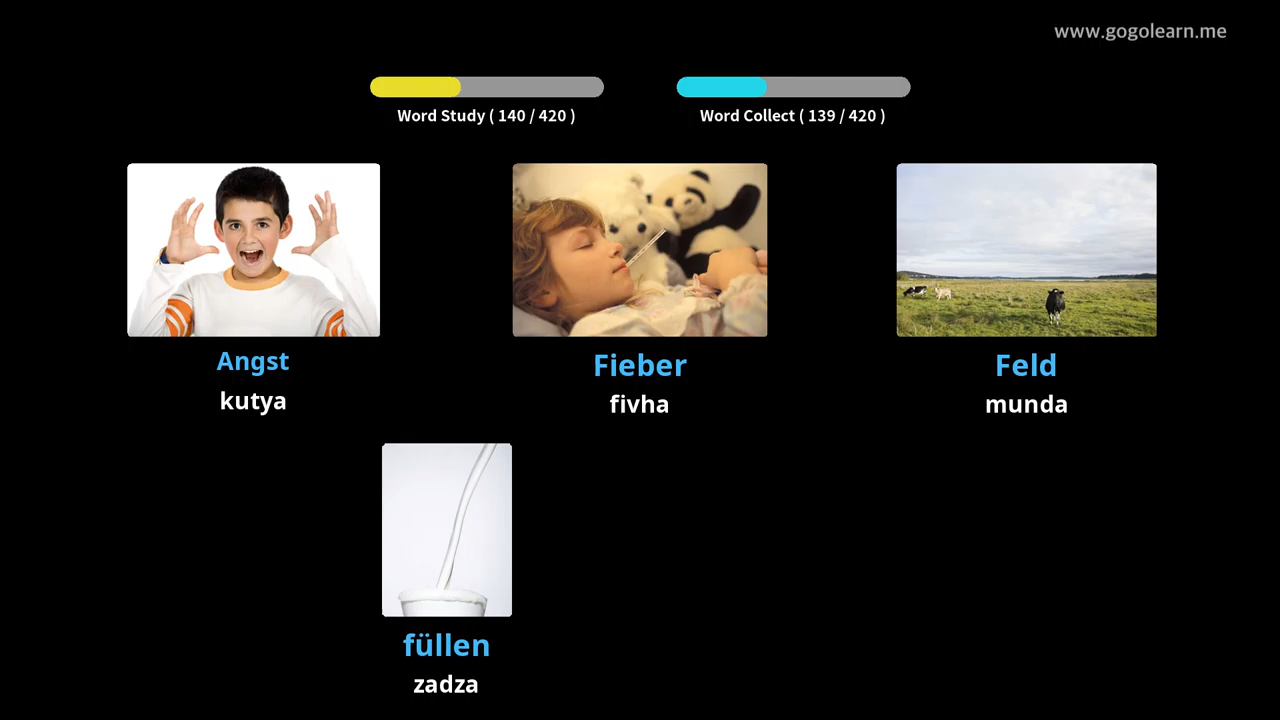 www.gogolearn.me
Word Study ( 140 / 420 )
Word Collect ( 139 / 420 )
Angst
kutya
Fieber
fivha
Feld
munda
füllen
zadza